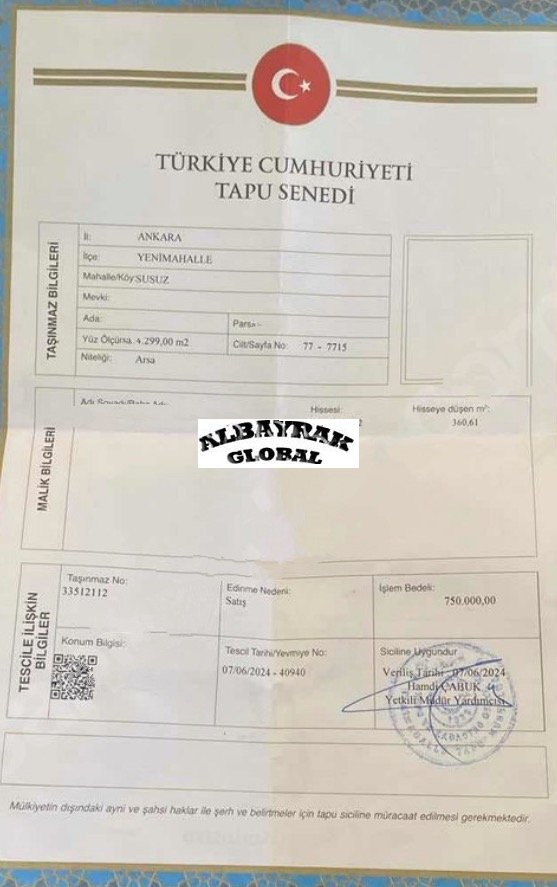 TÜRKİYE CUMHURİYETİ
TAPU SENEDİ
TAŞINMAZ BİLGİLERİ
İl: ANKARA
İlçe: YENİMAHALLE
Mahalle/Köy: SUSUZ
Mevki:
Ada:
Yüz Ölçümü: 4.299,00 m2
Cilt/Sayfa No: 77 - 7715
Niteliği: Arsa
MALİK BİLGİLERİ
Hissesi:
Hisseye düşen m²:
360,61
ALBAYRAK
GLOBAL
TESCİLE İLİŞKİN
BİLGİLER
Taşınmaz No:
33512112
Edinme Nedeni:
Satış
İşlem Bedeli:
750.000,00
Konum Bilgisi:
Tescil Tarihi/Yevmiye No:
07/06/2024 - 40940
Siciline Uygundur
Veriliş Tarihi - 07/06/2024
Hamdi ÇABUK
Yetkili Müdür Yardımcısı
Mülkiyetin dışındaki ayni ve şahsi haklar ile şerh ve belirtmeler için tapu siciline müracaat edilmesi gerekmektedir.